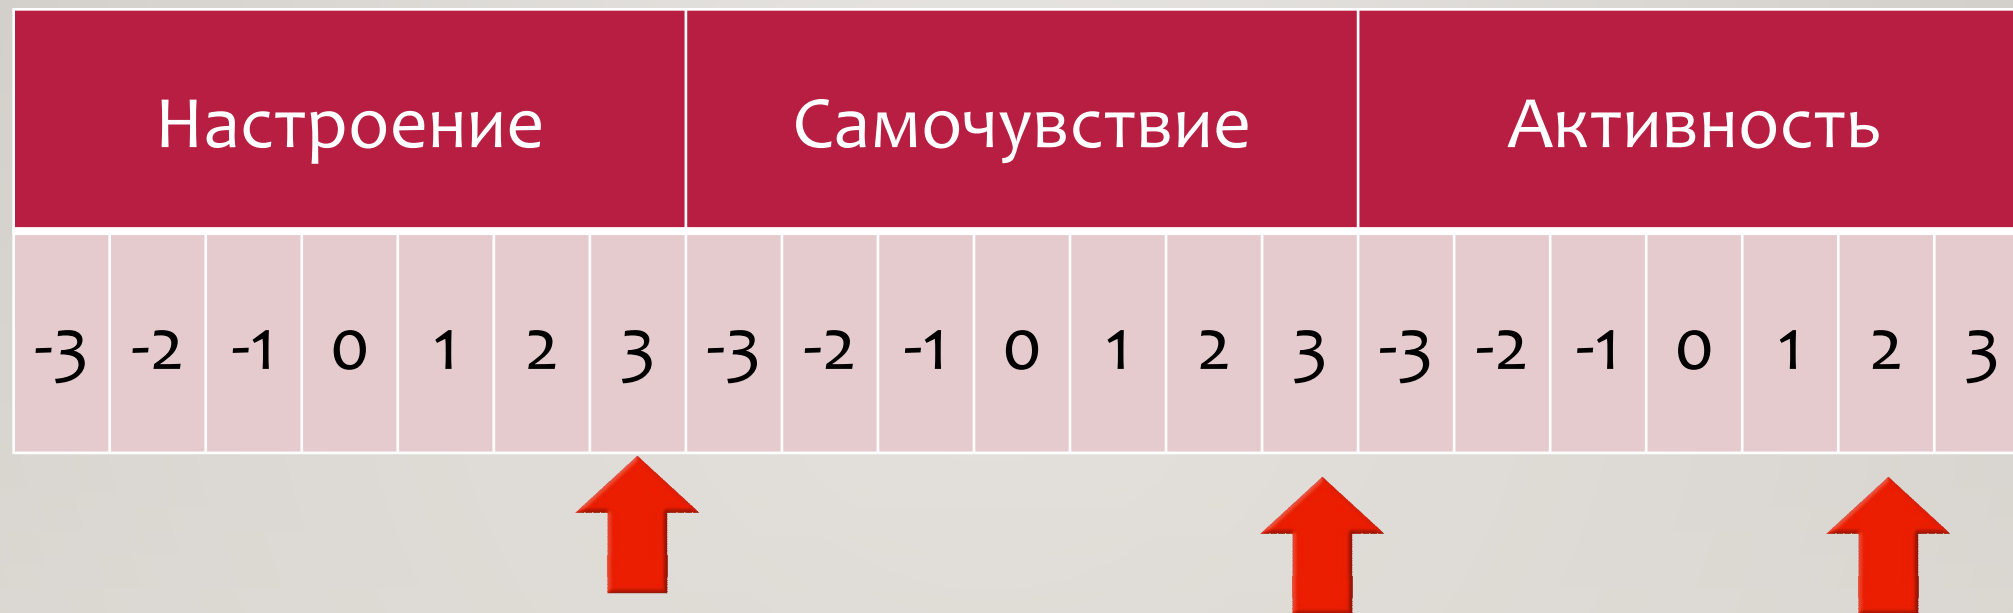 Настроение Самочувствие Активность
-3 -2 -1 0 1 2 3 -3 -2 -1 0 1 2 3 -3 -2 -1 0 1 2 3